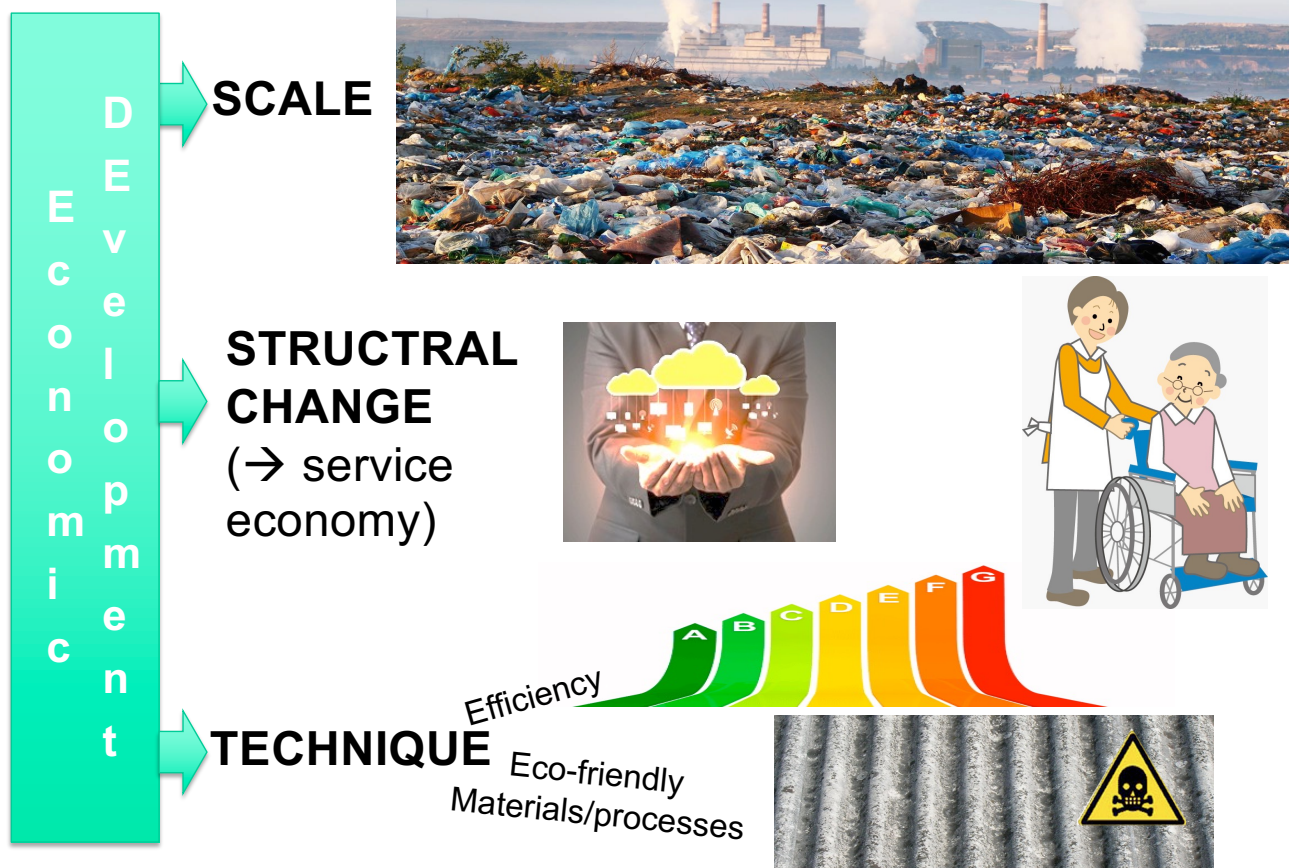 Economic
DEvelopment
SCALE
STRUCTRAL
CHANGE
(→ service
economy)
A B C D E F G
Efficiency
TECHNIQUE
Eco-friendly
Materials/processes